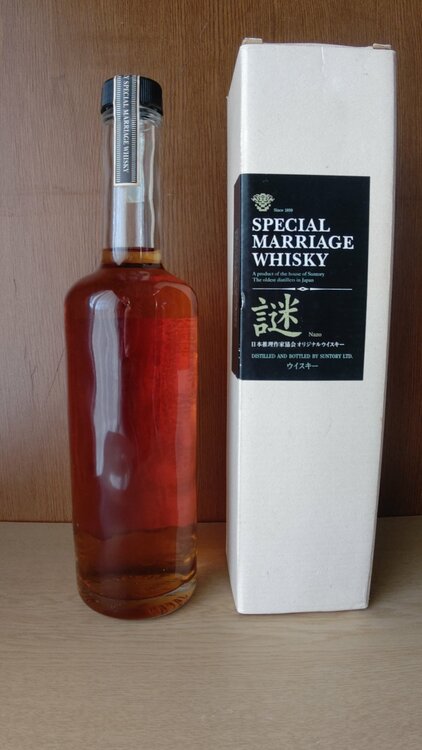 SPECIAL MARRIAGE WHISKY
Since 1899
SPECIAL
MARRIAGE
WHISKY
A product of the house of Suntory
The oldest distillers in Japan
謎
Nazo
日本推理作家協会オリジナルウイスキー
DISTILLED AND BOTTLED BY SUNTORY LTD.
ウイスキー